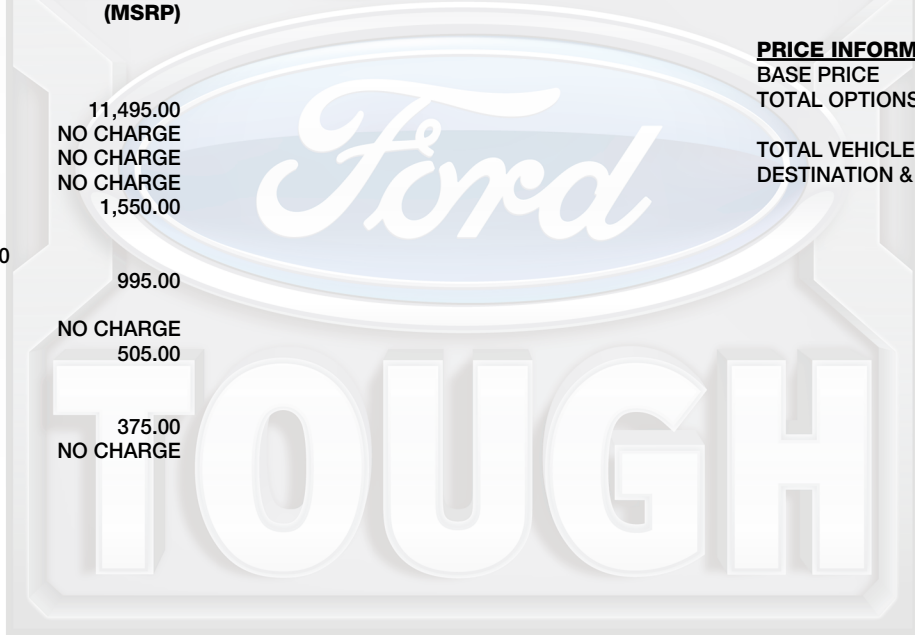 (MSRP)
11,495.00
NO CHARGE
NO CHARGE
NO CHARGE
1,550.00
0
995.00
NO CHARGE
505.00
375.00
NO CHARGE
PRICE INFORM
BASE PRICE
TOTAL OPTIONS
TOTAL VEHICLE
DESTINATION &
Ford
TOUGH